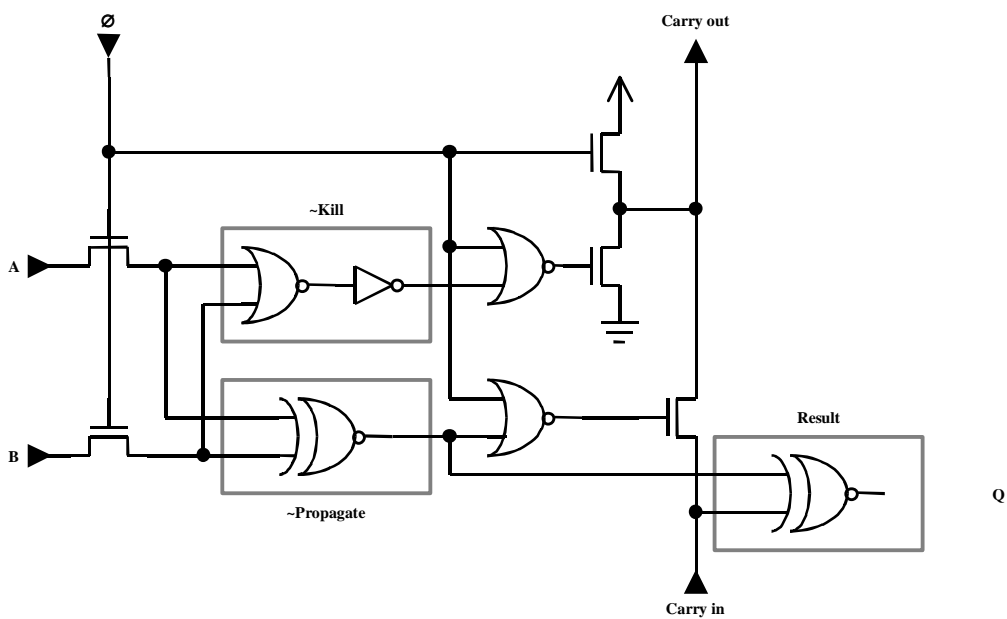 Ø
Carry out
~Kill
A
Result
B
Q
~Propagate
Carry in